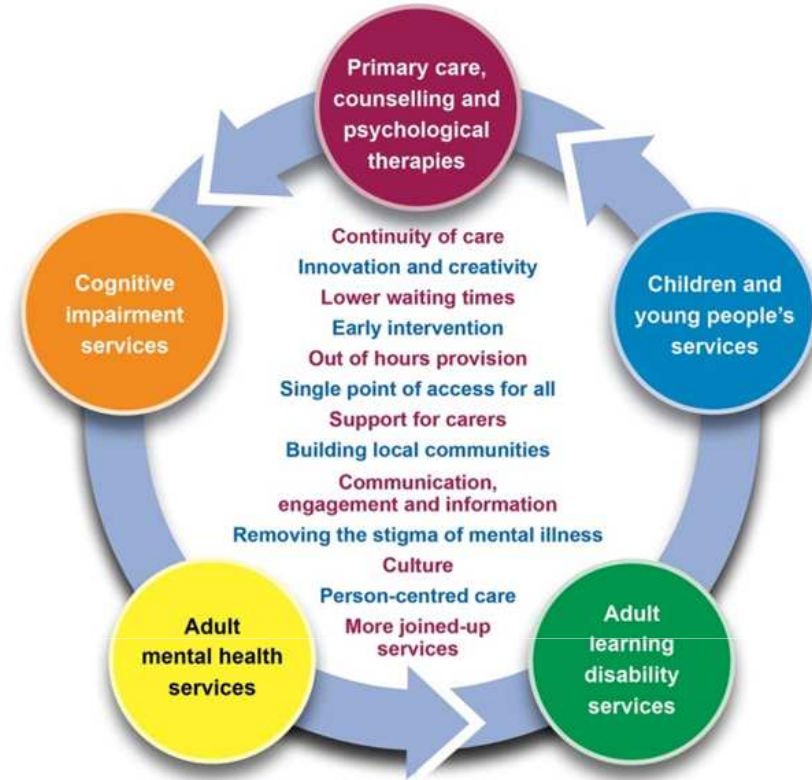 Primary care,
counselling and
psychological
therapies
Cognitive
impairment
services
Children and
young people’s
services
Continuity of care
Innovation and creativity
Lower waiting times
Early intervention
Out of hours provision
Single point of access for all
Support for carers
Building local communities
Communication,
engagement and information
Removing the stigma of mental illness
Culture
Person-centred care
More joined-up
services
Adult
mental health
services
Adult
learning
disability
services